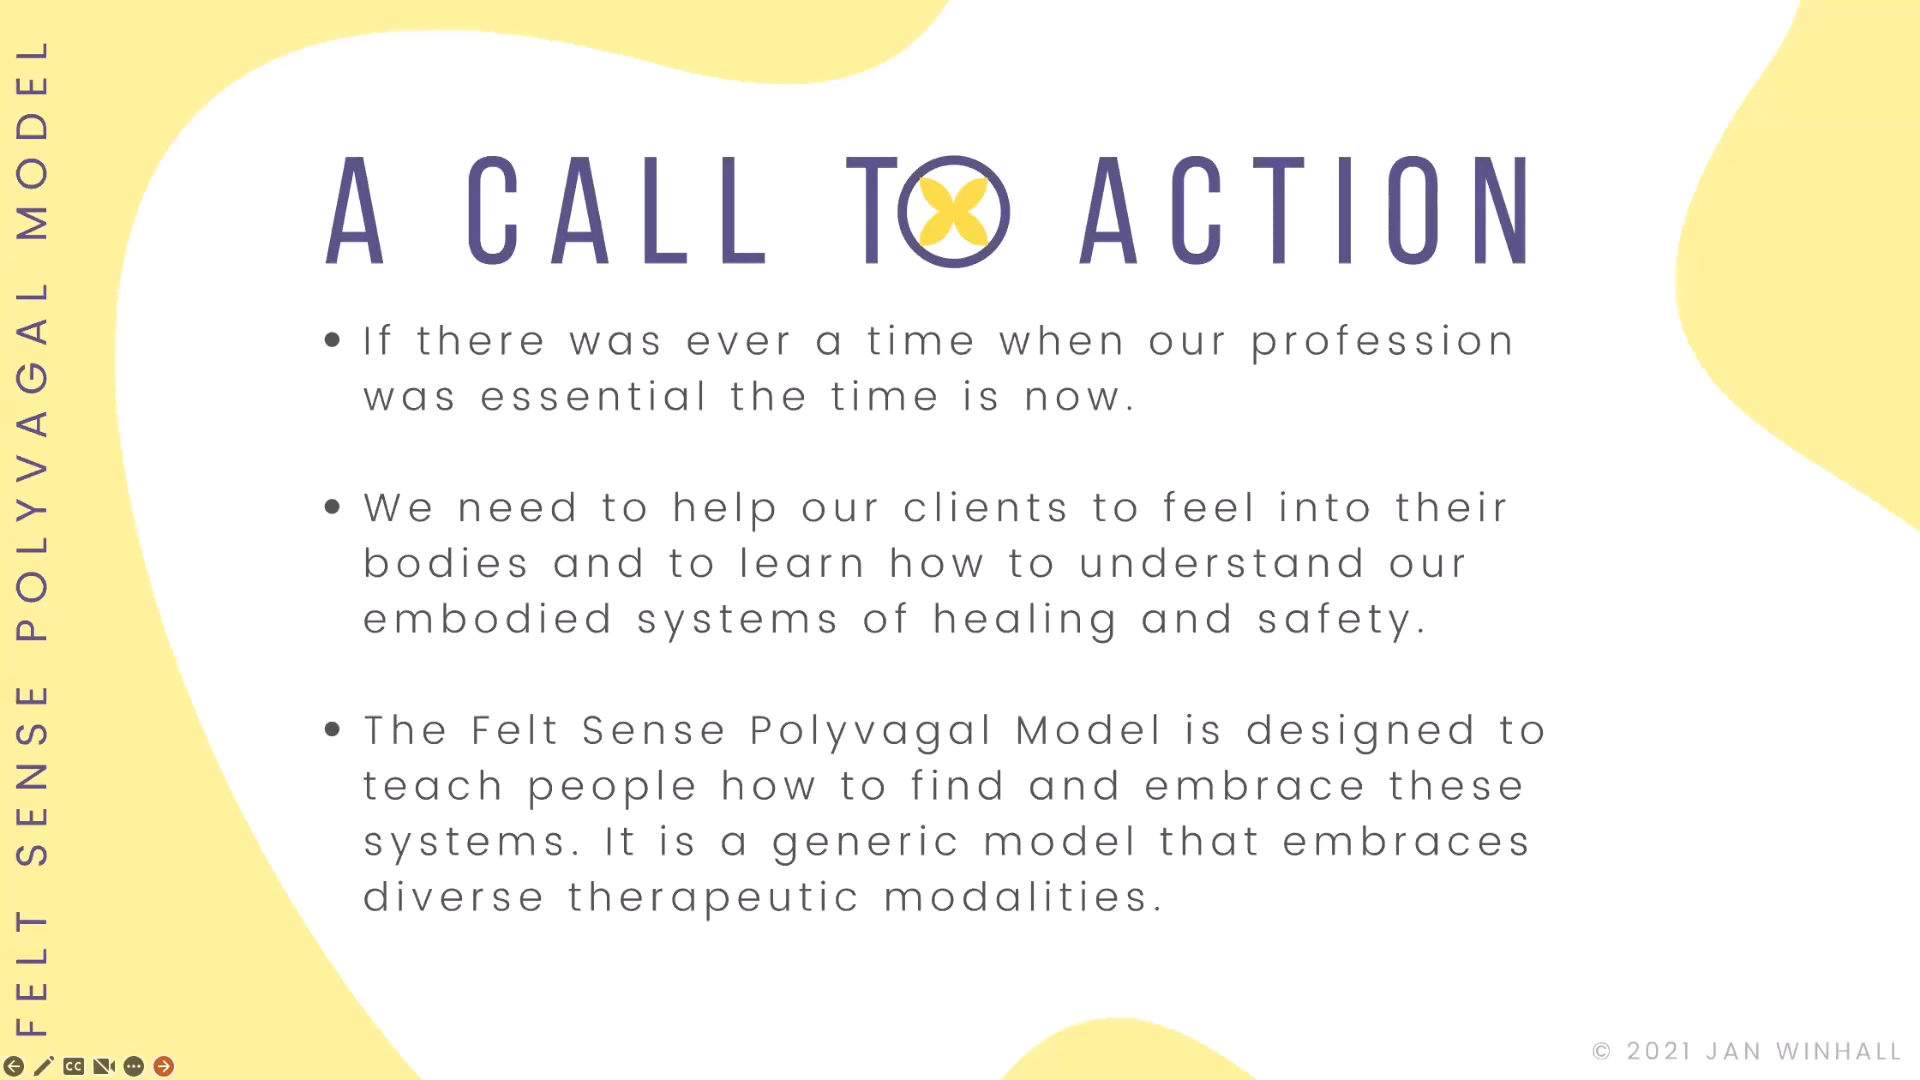 FELT SENSE POLYVAGAL MODEL
A CALL TO ACTION
• If there was ever a time when our profession
was essential the time is now.
• We need to help our clients to feel into their
bodies and to learn how to understand our
embodied systems of healing and safety.
• The Felt Sense Polyvagal Model is designed to
teach people how to find and embrace these
systems. It is a generic model that embraces
diverse therapeutic modalities.
© 2021 JAN WINHALL
CC